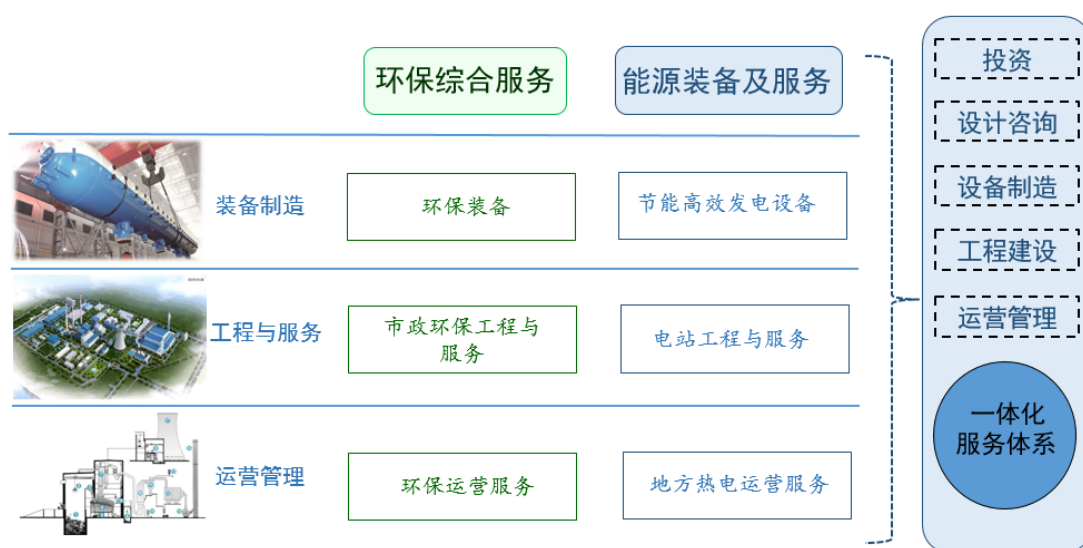 环保综合服务
能源装备及服务
装备制造
环保装备
节能高效发电设备
工程与服务
市政环保工程与
服务
电站工程与服务
运营管理
环保运营服务
地方热电运营服务
投资
设计咨询
设备制造
工程建设
运营管理
一体化
服务体系